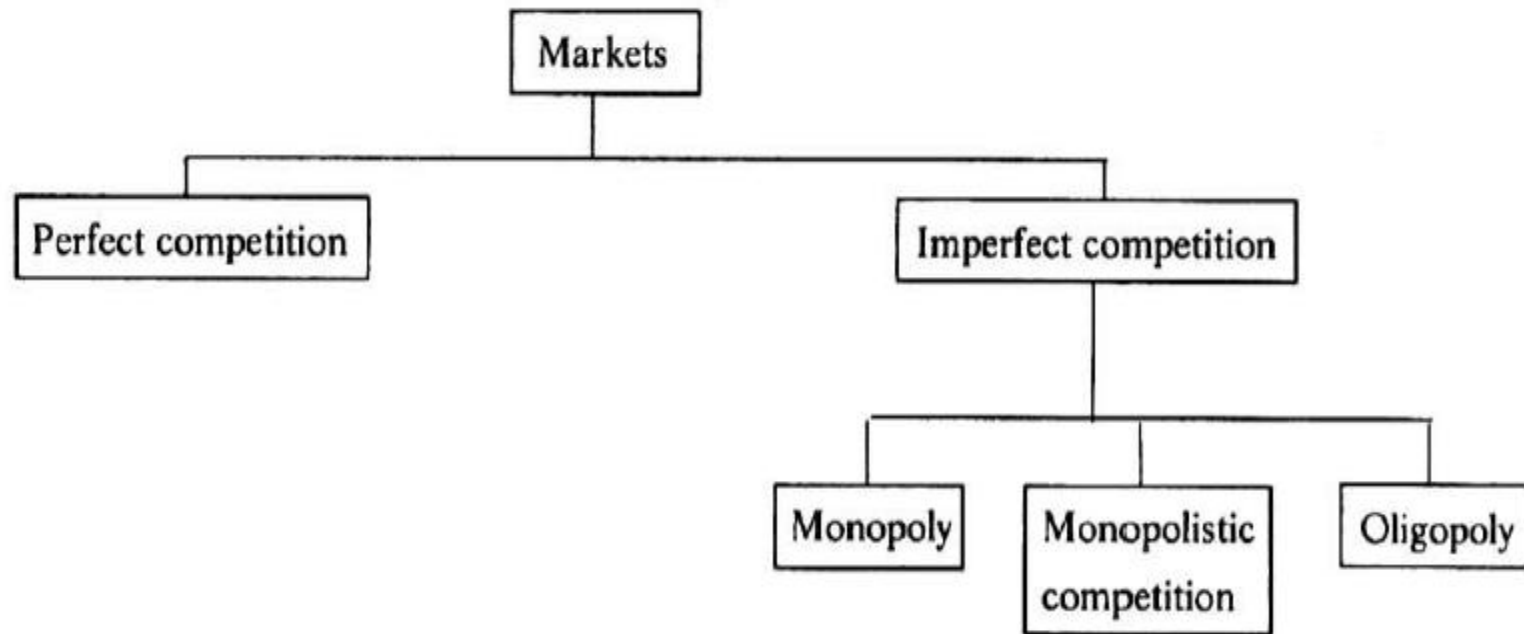 Markets
Perfect competition
Imperfect competition
Monopoly
Monopolistic
competition
Oligopoly